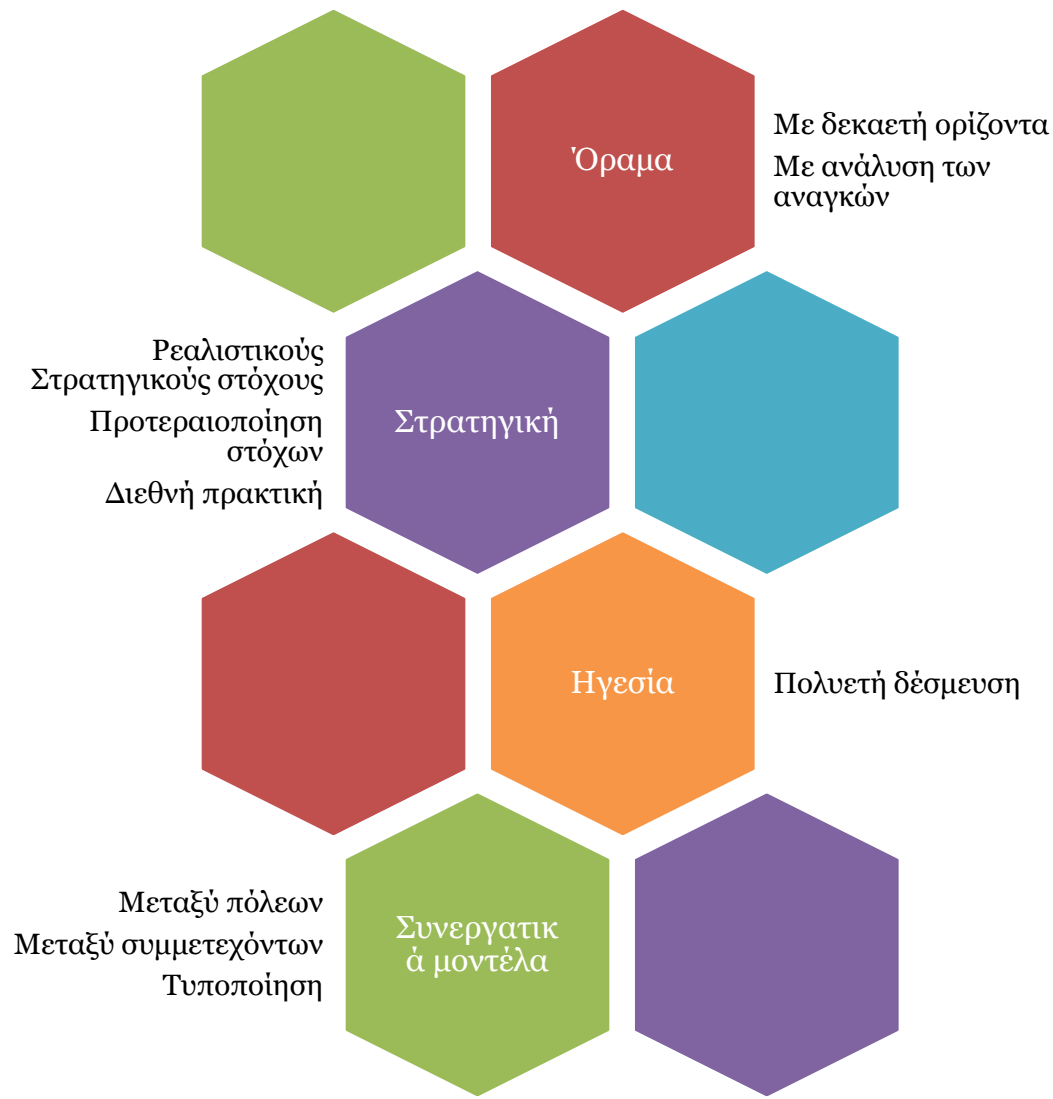 Όραμα
Με δεκαετή ορίζοντα
Με ανάλυση των
αναγκών
Ρεαλιστικούς
Στρατηγικούς στόχους
Προτεραιοποίηση
στόχων
Διεθνή πρακτική
Στρατηγική
Ηγεσία
Πολυετή δέσμευση
Μεταξύ πόλεων
Μεταξύ συμμετεχόντων
Τυποποίηση
Συνεργατικ
ά μοντέλα